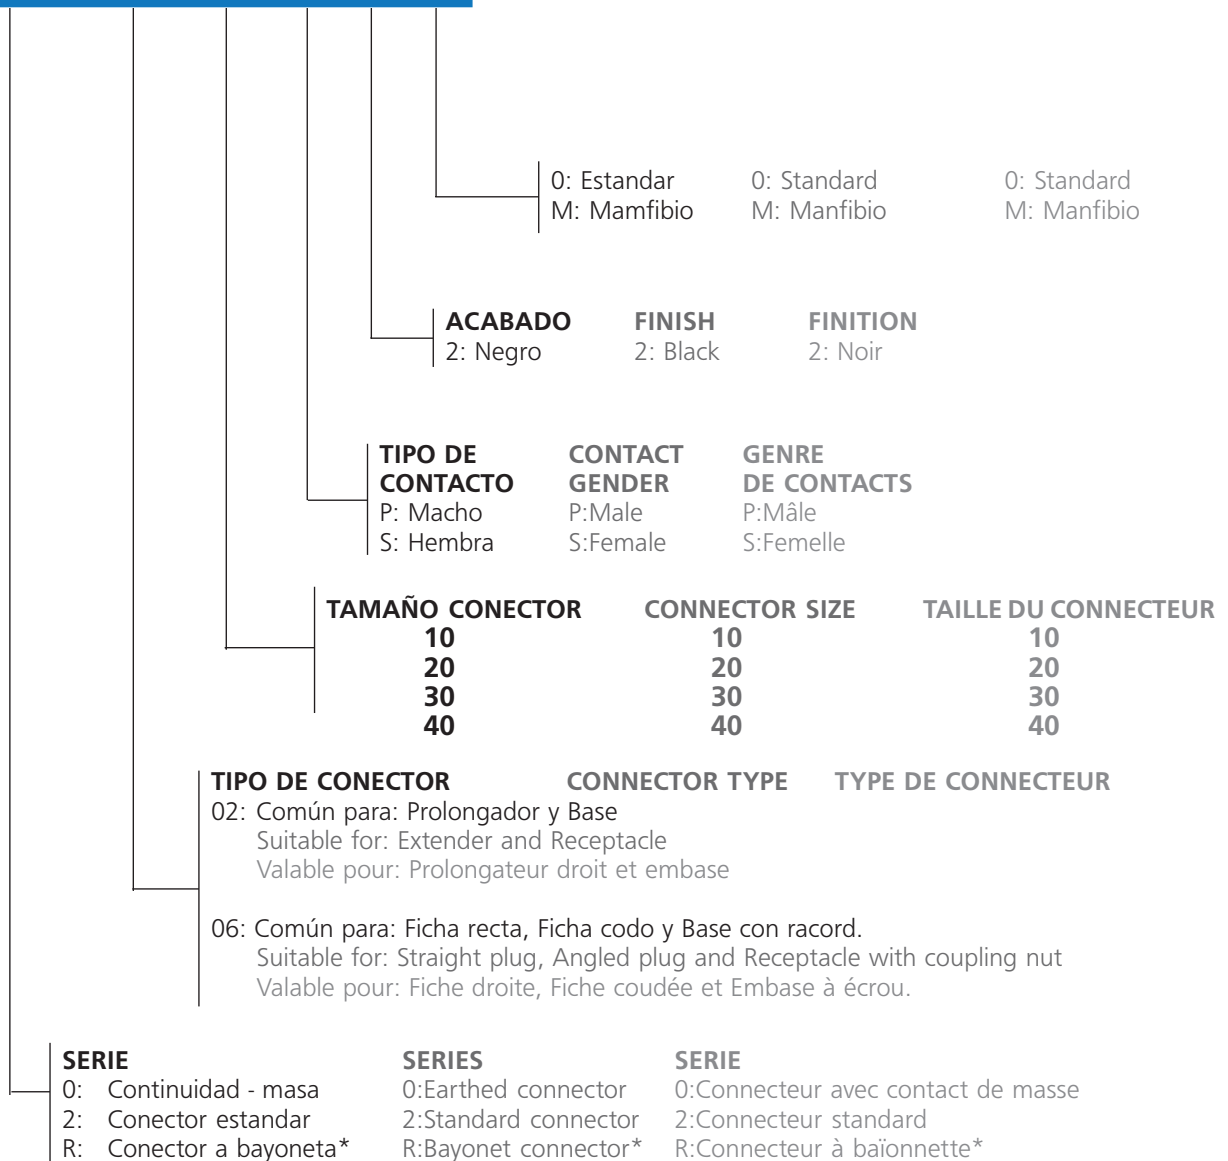 0: Estandar 0: Standard 0: Standard
M: Mamfibio M: Manfibio M: Manfibio
ACABADO FINISH FINITION
2: Negro 2: Black 2: Noir
TIPO DE CONTACT GENRE
CONTACTO GENDER DE CONTACTS
P: Macho P:Male P:Mâle
S: Hembra S:Female S:Femelle
TAMAÑO CONECTOR CONNECTOR SIZE TAILLE DU CONNECTEUR
10 10 10
20 20 20
30 30 30
40 40 40
TIPO DE CONECTOR CONNECTOR TYPE TYPE DE CONNECTEUR
02: Común para: Prolongador y Base
Suitable for: Extender and Receptacle
Valable pour: Prolongateur droit et embase
06: Común para: Ficha recta, Ficha codo y Base con racord.
Suitable for: Straight plug, Angled plug and Receptacle with coupling nut
Valable pour: Fiche droite, Fiche coudée et Embase à écrou.
SERIE SERIES SERIE
0: Continuidad - masa 0:Earthed connector 0:Connecteur avec contact de masse
2: Conector estandar 2:Standard connector 2:Connecteur standard
R: Conector a bayoneta* R:Bayonet connector* R:Connecteur à baïonnette*